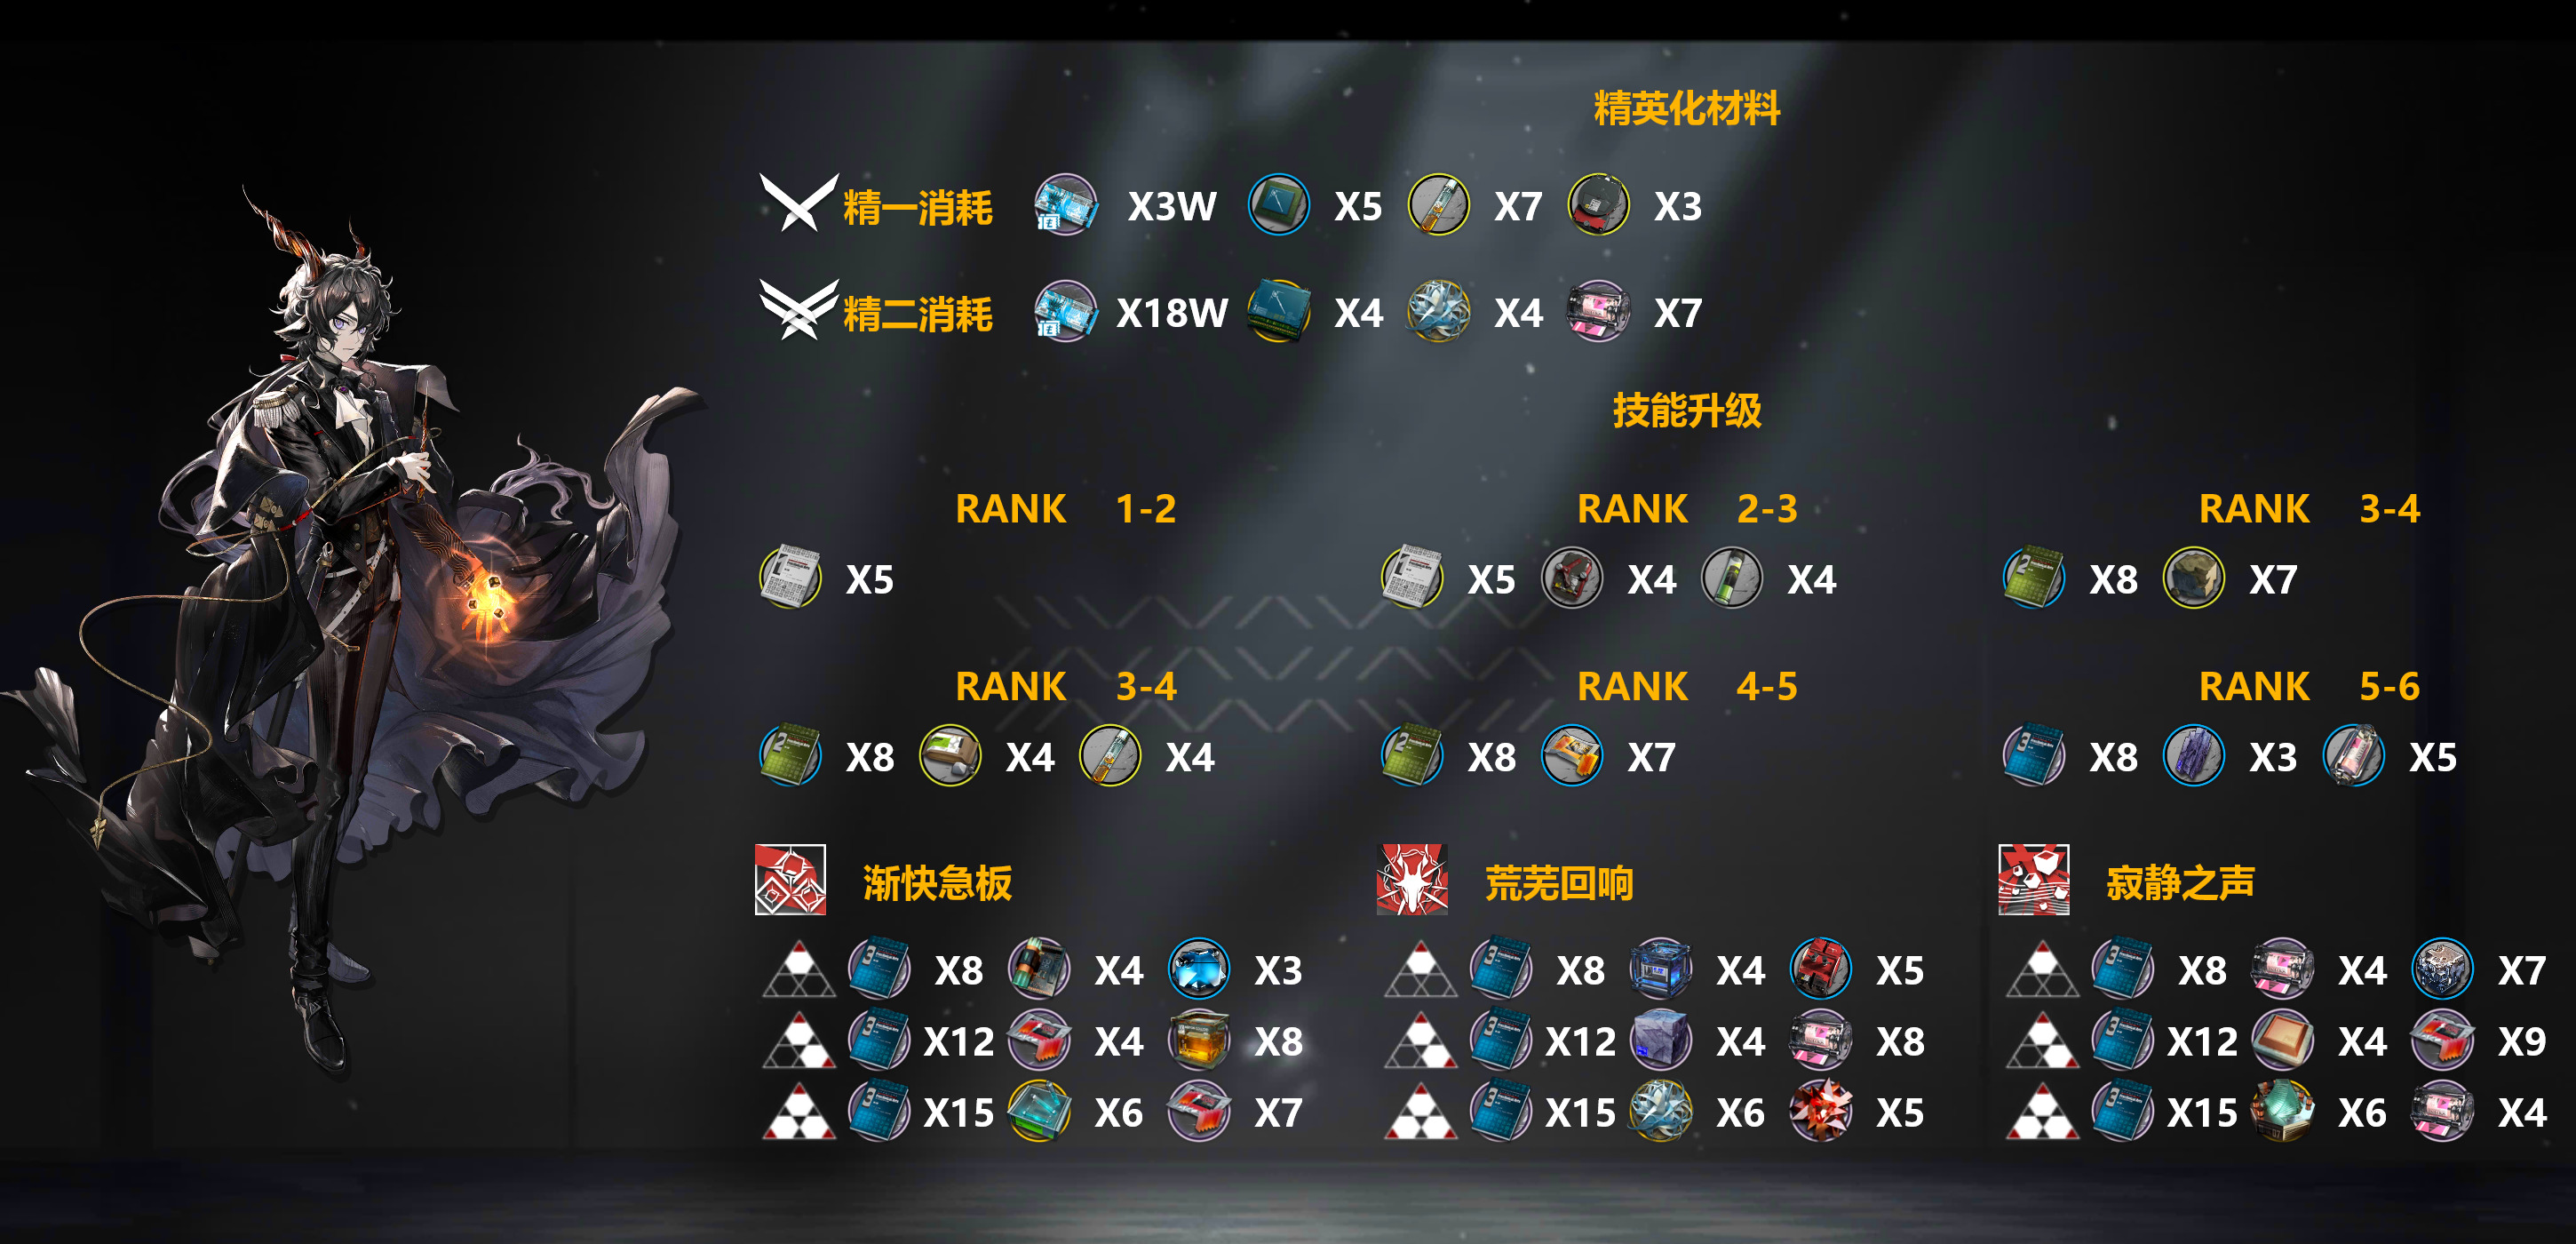 精英化材料
精一消耗 X3W X5 X7 X3
精二消耗 X18W X4 X4 X7
技能升级
RANK 1-2 RANK 2-3 RANK 3-4
X5 X5 X4 X4 X8 X7
RANK 3-4 RANK 4-5 RANK 5-6
X8 X4 X4 X8 X7 X8 X3 X5
渐快急板 荒芜回响 寂静之声
X8 X4 X3 X8 X4 X5 X8 X4 X7
X12 X4 X8 X12 X4 X8 X12 X4 X9
X15 X6 X7 X15 X6 X5 X15 X6 X4